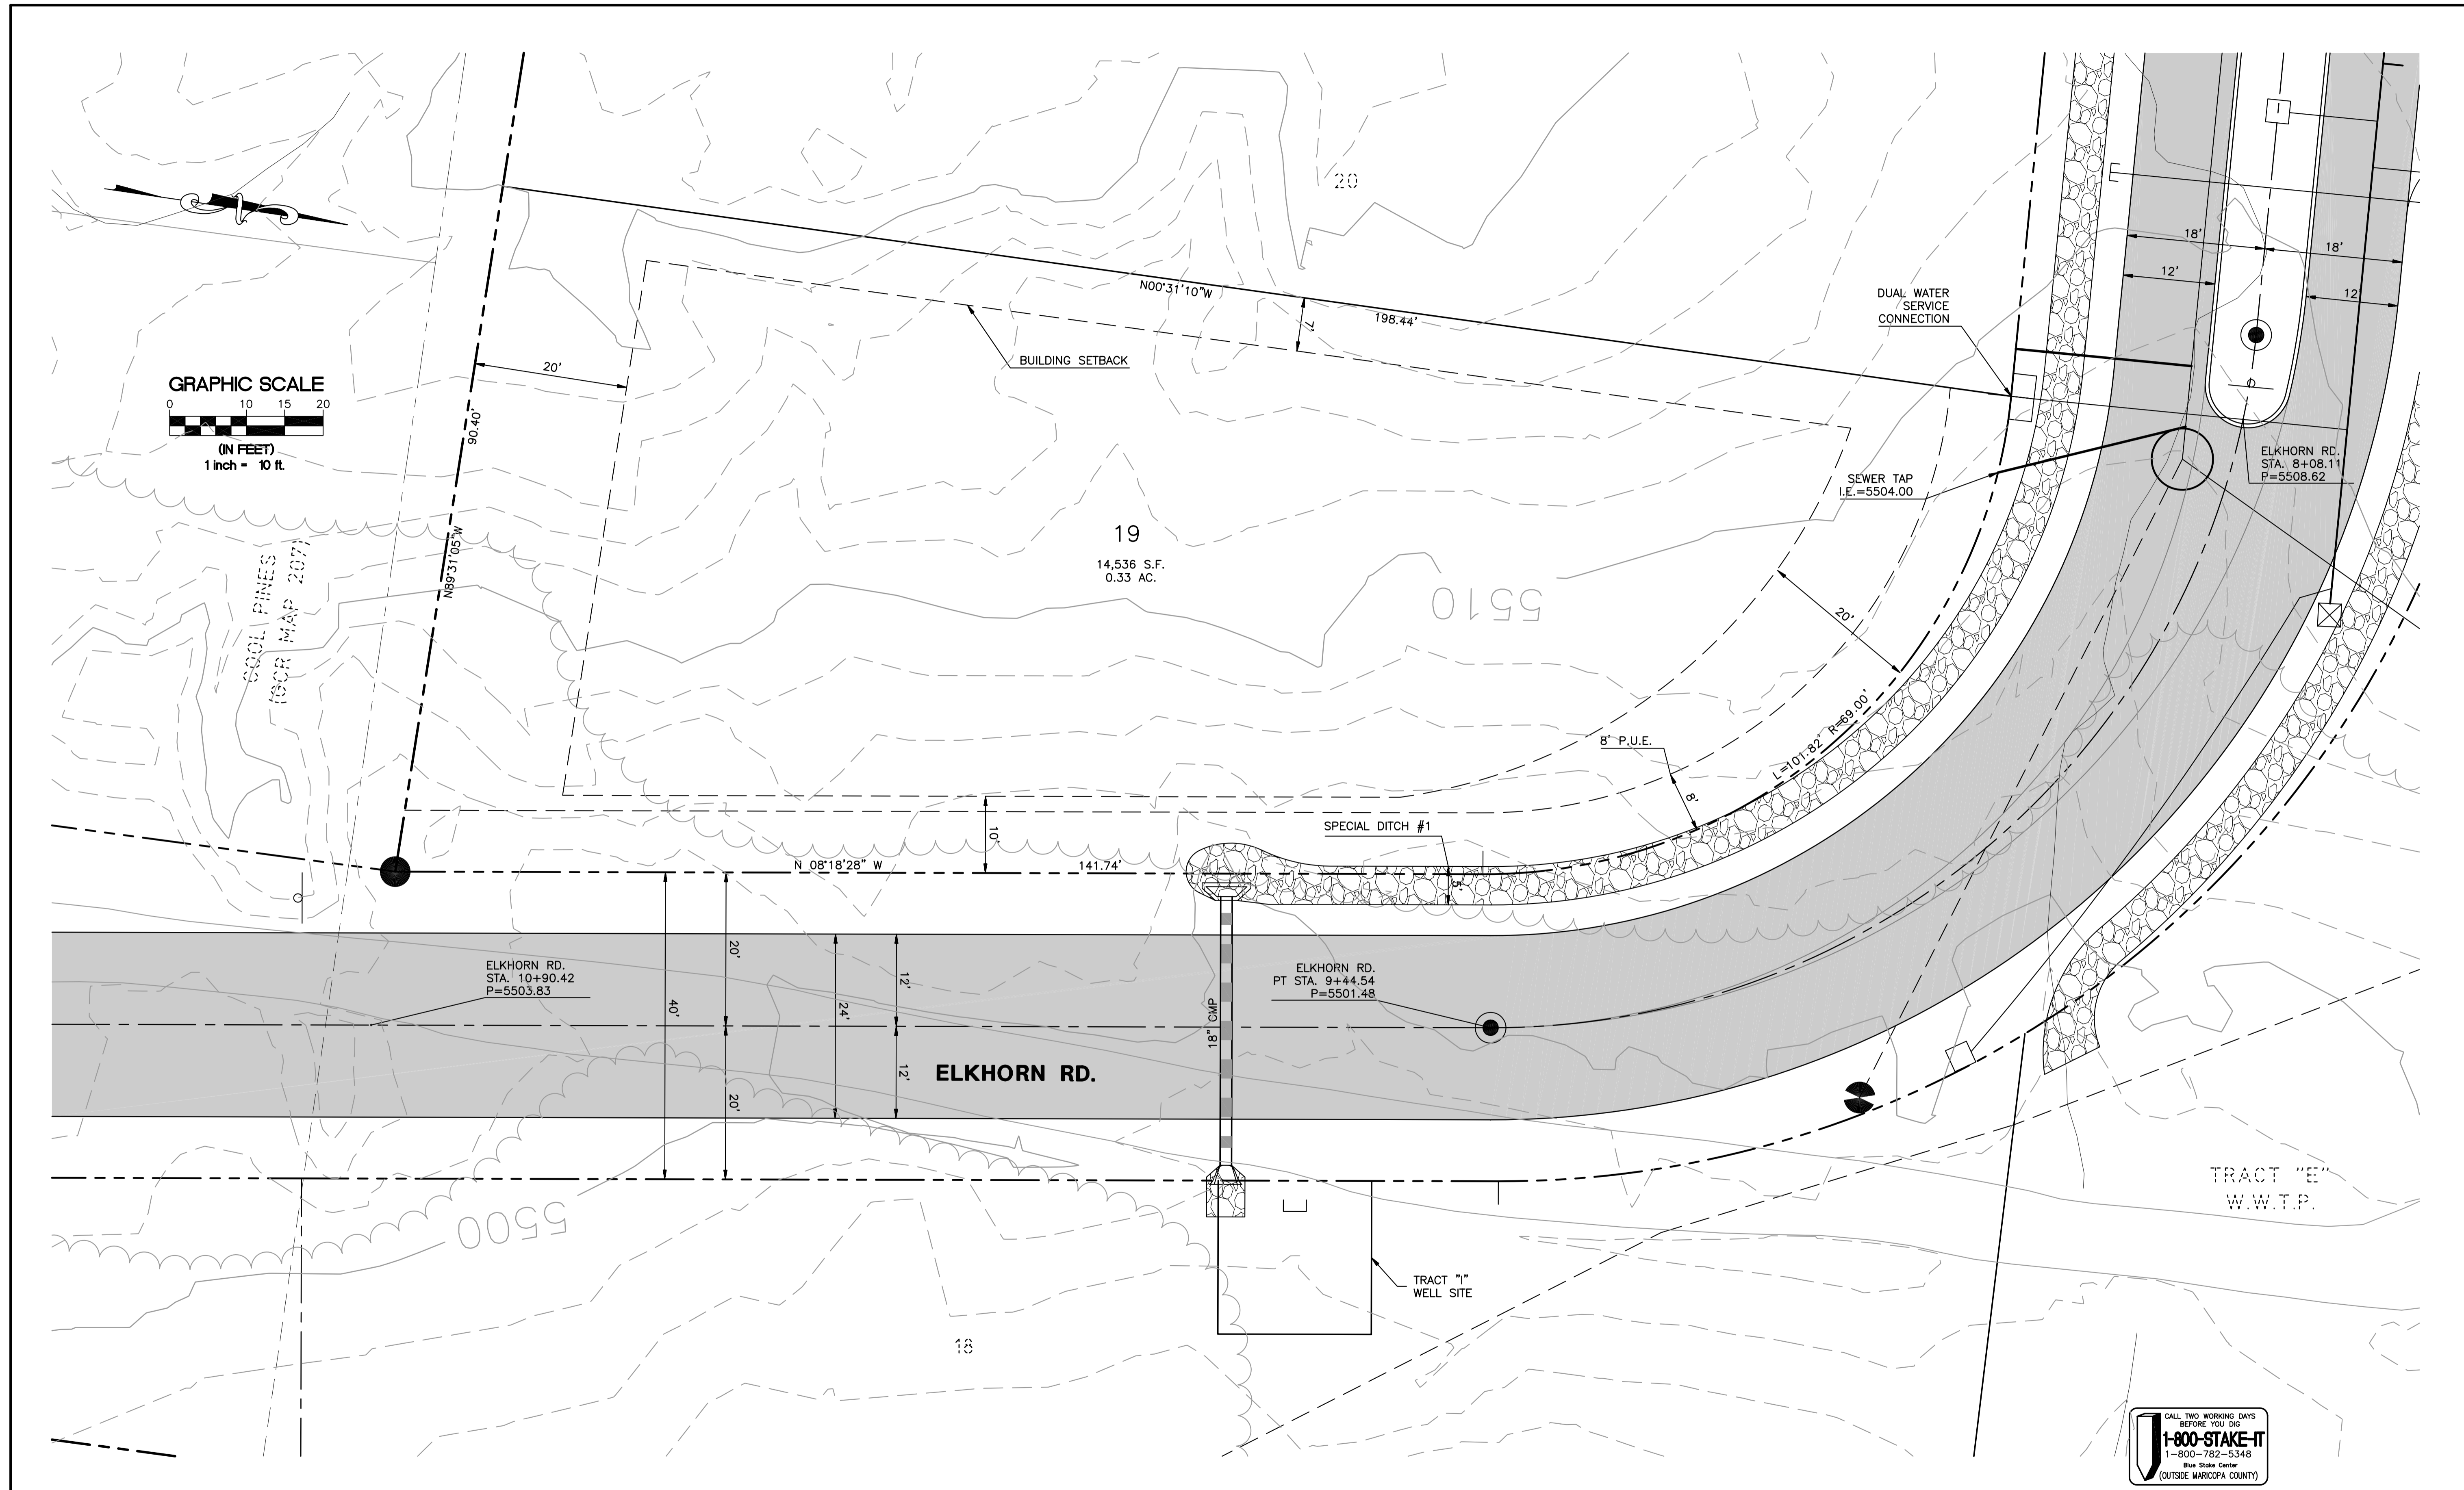 20
GRAPHIC SCALE
0 10 15 20
(IN FEET)
1 inch = 10 ft.
90.40'
N89°31'05"W
20'
N00°31'10"W
198.44'
7'
BUILDING SETBACK
COOL PINES
(GCR MAP 207)
19
14,536 S.F.
0.33 AC.
5510
DUAL WATER
SERVICE
CONNECTION
SEWER TAP
I.E.=5504.00
18'
18'
12'
12'
ELKHORN RD.
STA. 8+08.11
P=5508.62
20'
L=101.82' R=69.00'
8' P.U.E.
8'
SPECIAL DITCH #1
5'
10'
N 08°18'28" W
141.74'
ELKHORN RD.
STA. 10+90.42
P=5503.83
40'
20'
20'
24'
12'
12'
ELKHORN RD.
18" CMP
ELKHORN RD.
PT STA. 9+44.54
P=5501.48
5500
18
TRACT "I"
WELL SITE
TRACT "E"
W.W.T.P.
CALL TWO WORKING DAYS
BEFORE YOU DIG
1-800-STAKE-IT
1-800-782-5348
Blue Stake Center
(OUTSIDE MARICOPA COUNTY)